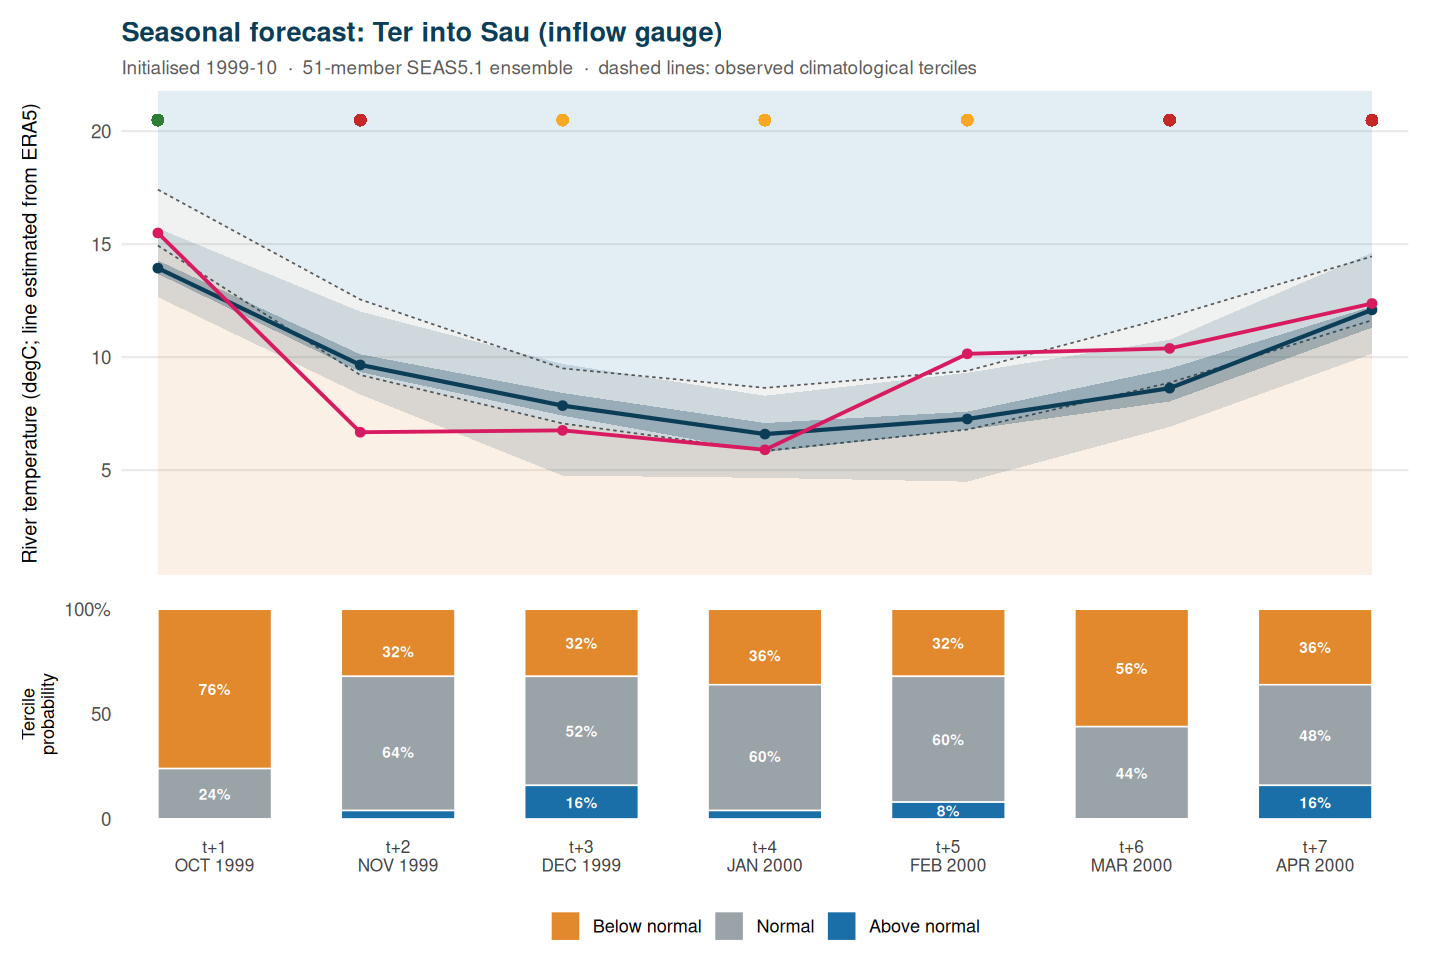 Seasonal forecast: Ter into Sau (inflow gauge)
Initialised 1999-10 · 51-member SEAS5.1 ensemble · dashed lines: observed climatological terciles
River temperature (degC; line estimated from ERA5)
20
15
10
5
Tercile
probability
100%
50
0
76%
24%
32%
64%
32%
52%
16%
36%
60%
32%
60%
8%
56%
44%
36%
48%
16%
t+1
OCT 1999
t+2
NOV 1999
t+3
DEC 1999
t+4
JAN 2000
t+5
FEB 2000
t+6
MAR 2000
t+7
APR 2000
Below normal
Normal
Above normal